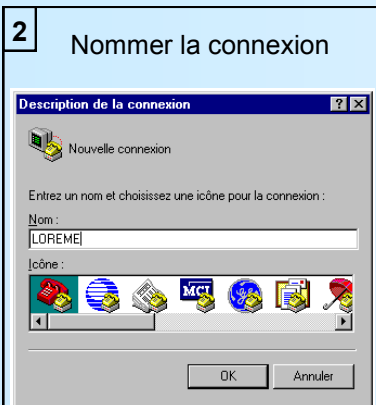 2
Nommer la connexion
Description de la connexion
Nouvelle connexion
Entrez un nom et choisissez une icône pour la connexion :
Nom :
LOREME
Icône :
MCI
OK
Annuler